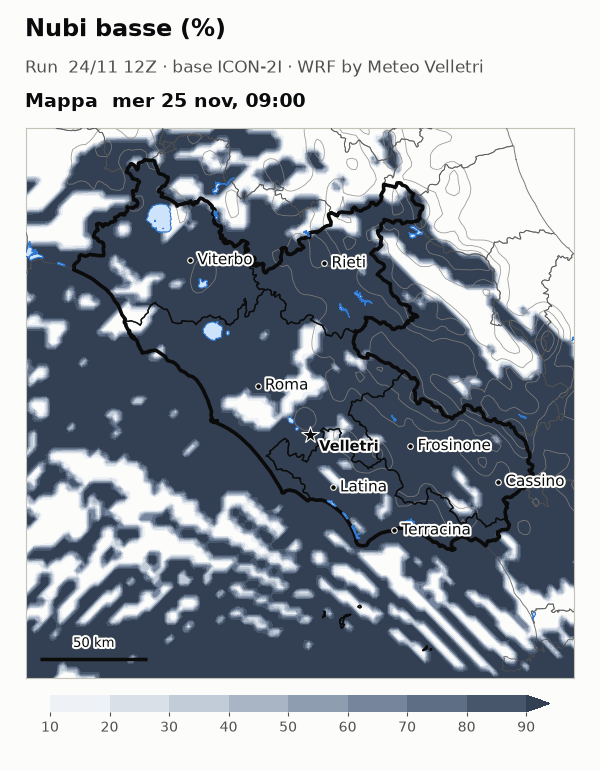 Nubi basse (%)
Run  24/11 12Z · base ICON-2I · WRF by Meteo Velletri
Mappa  mer 25 nov, 09:00
Viterbo
Rieti
Roma
Velletri
Frosinone
Cassino
Latina
Terracina
50 km
10 20 30 40 50 60 70 80 90